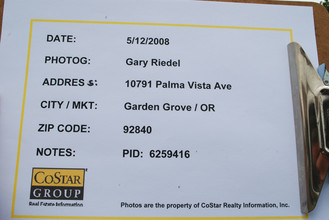 DATE: 5/12/2008
PHOTOG: Gary Riedel
ADDRES S: 10791 Palma Vista Ave
CITY / MKT: Garden Grove / OR
ZIP CODE: 92840
NOTES: PID: 6259416
COSTAR
GROUP
Real Estate Information
Photos are the property of CoStar Realty Information, Inc.